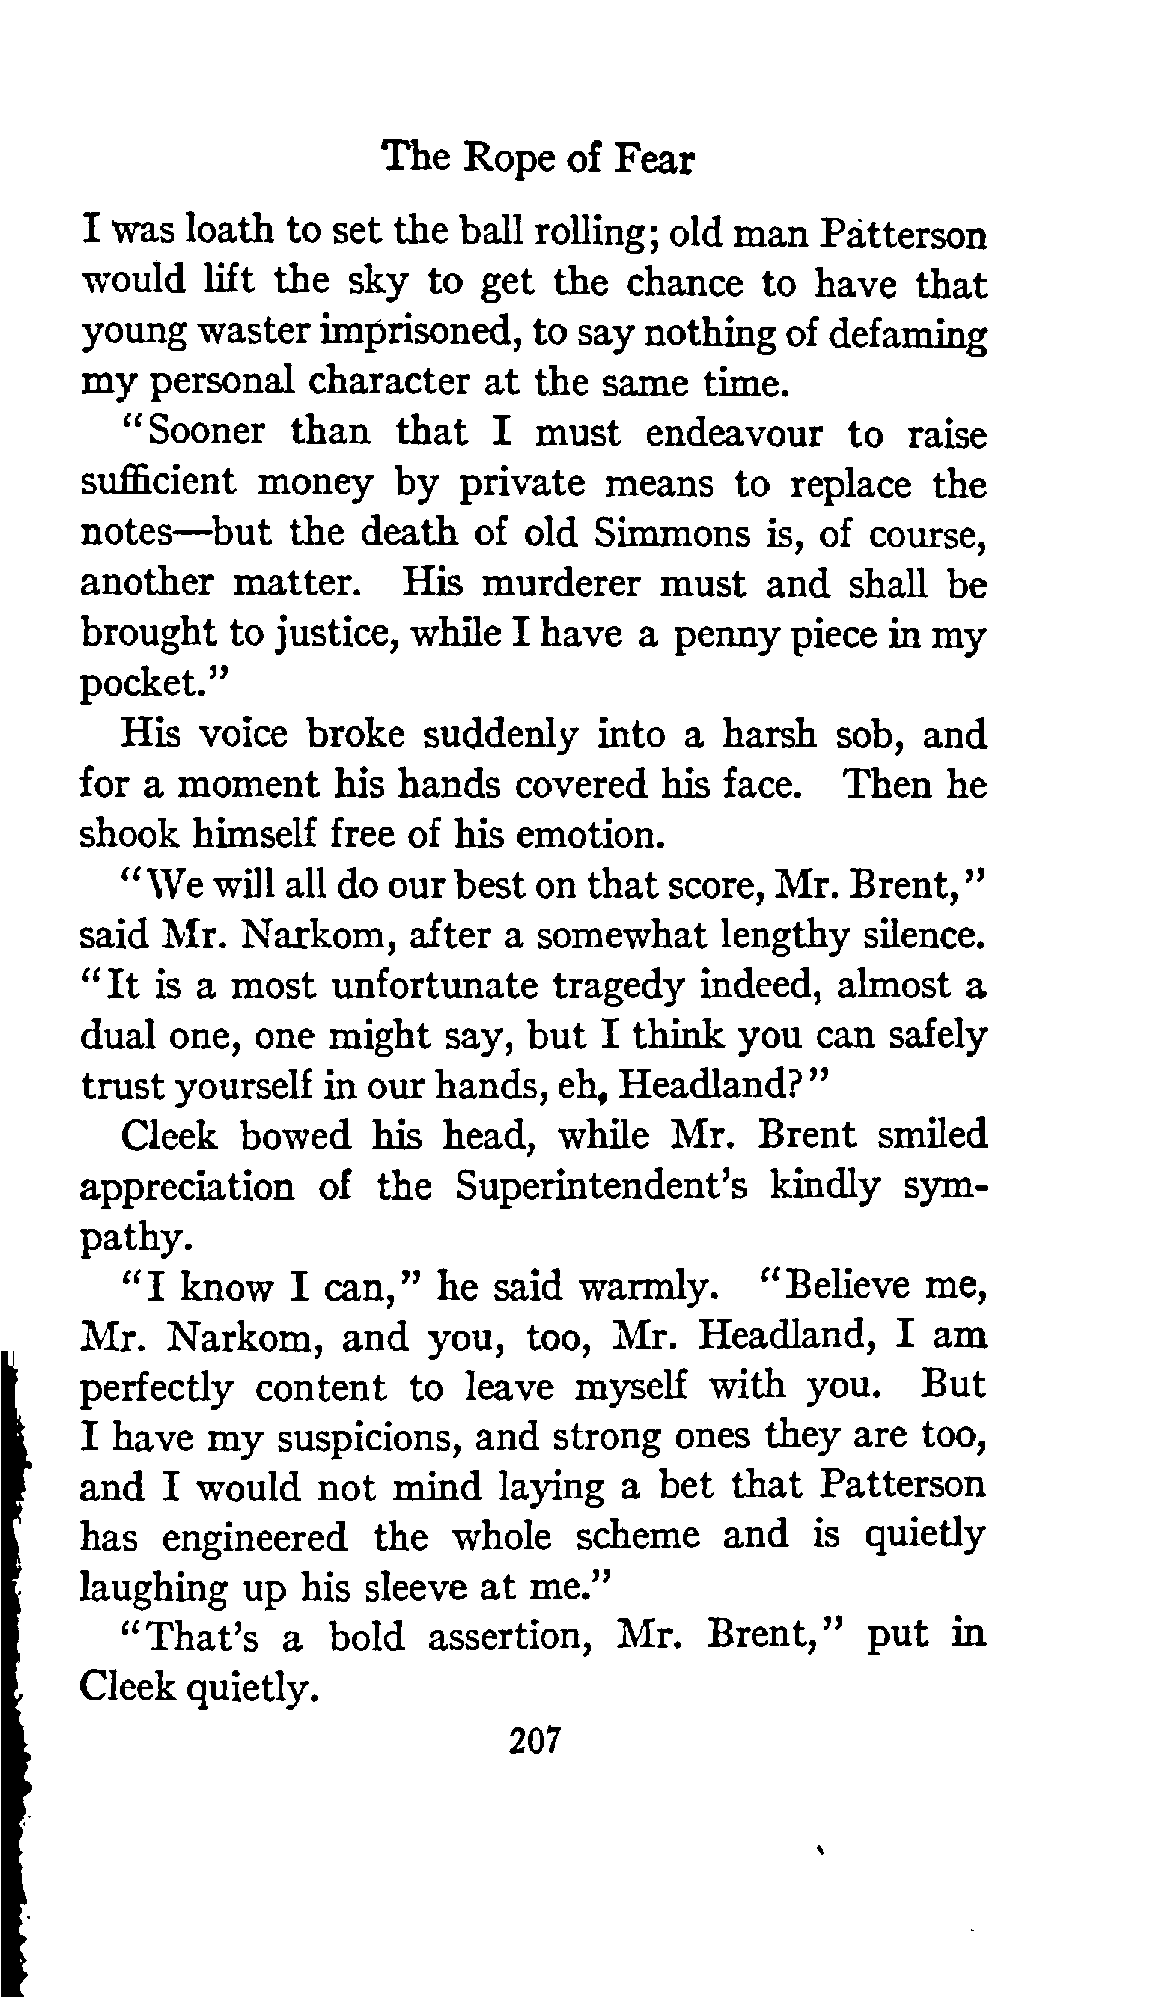 The Rope of Fear
I was loath to set the ball rolling; old man Patterson
would lift the sky to get the chance to have that
young waster imprisoned, to say nothing of defaming
my personal character at the same time.
"Sooner than that I must endeavour to raise
sufficient money by private means to replace the
notes—but the death of old Simmons is, of course,
another matter. His murderer must and shall be
brought to justice, while I have a penny piece in my
pocket."
His voice broke suddenly into a harsh sob, and
for a moment his hands covered his face. Then he
shook himself free of his emotion.
"We will all do our best on that score, Mr. Brent,"
said Mr. Narkom, after a somewhat lengthy silence.
"It is a most unfortunate tragedy indeed, almost a
dual one, one might say, but I think you can safely
trust yourself in our hands, eh, Headland?"
Cleek bowed his head, while Mr. Brent smiled
appreciation of the Superintendent's kindly sym-
pathy.
"I know I can," he said warmly. "Believe me,
Mr. Narkom, and you, too, Mr. Headland, I am
perfectly content to leave myself with you. But
I have my suspicions, and strong ones they are too,
and I would not mind laying a bet that Patterson
has engineered the whole scheme and is quietly
laughing up his sleeve at me."
"That's a bold assertion, Mr. Brent," put in
Cleek quietly.
207